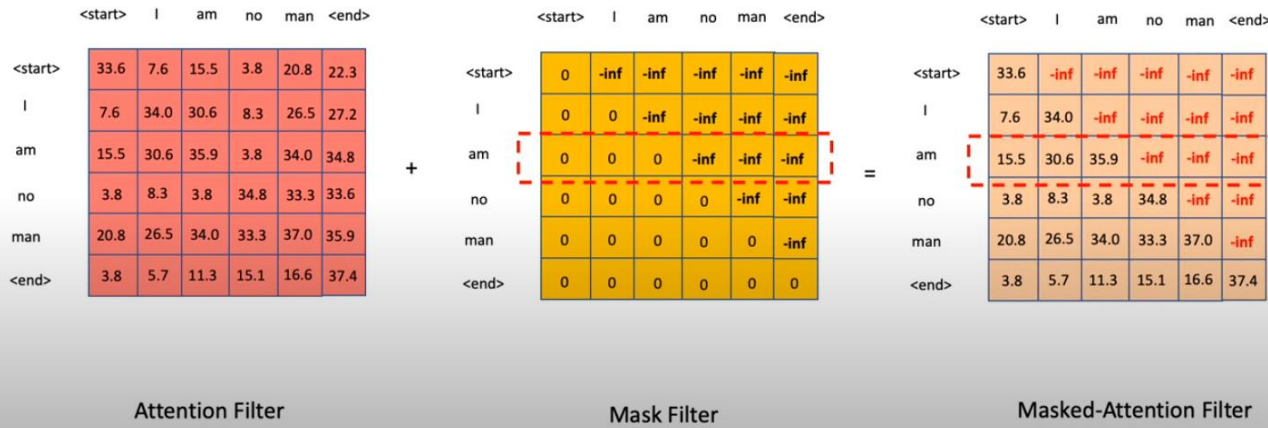 <start> I am no man <end>
<start> 33.6 7.6 15.5 3.8 20.8 22.3
I 7.6 34.0 30.6 8.3 26.5 27.2
am 15.5 30.6 35.9 3.8 34.0 34.8
no 3.8 8.3 3.8 34.8 33.3 33.6
man 20.8 26.5 34.0 33.3 37.0 35.9
<end> 3.8 5.7 11.3 15.1 16.6 37.4
Attention Filter
+
<start> I am no man <end>
<start> 0 -inf -inf -inf -inf -inf
I 0 0 -inf -inf -inf -inf
am 0 0 0 -inf -inf -inf
no 0 0 0 0 -inf -inf
man 0 0 0 0 0 -inf
<end> 0 0 0 0 0 0
Mask Filter
=
<start> I am no man <end>
<start> 33.6 -inf -inf -inf -inf -inf
I 7.6 34.0 -inf -inf -inf -inf
am 15.5 30.6 35.9 -inf -inf -inf
no 3.8 8.3 3.8 34.8 -inf -inf
man 20.8 26.5 34.0 33.3 37.0 -inf
<end> 3.8 5.7 11.3 15.1 16.6 37.4
Masked-Attention Filter